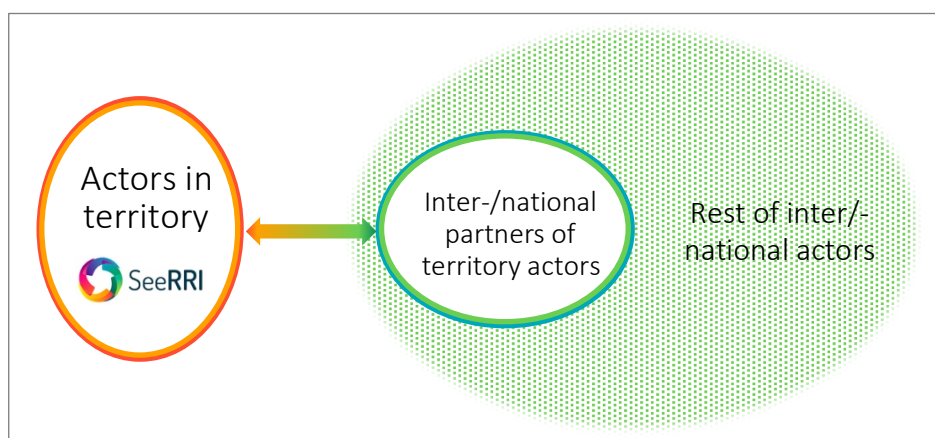 Actors in
territory
SeeRRI
Inter-/national
partners of
territory actors
Rest of inter/-
national actors